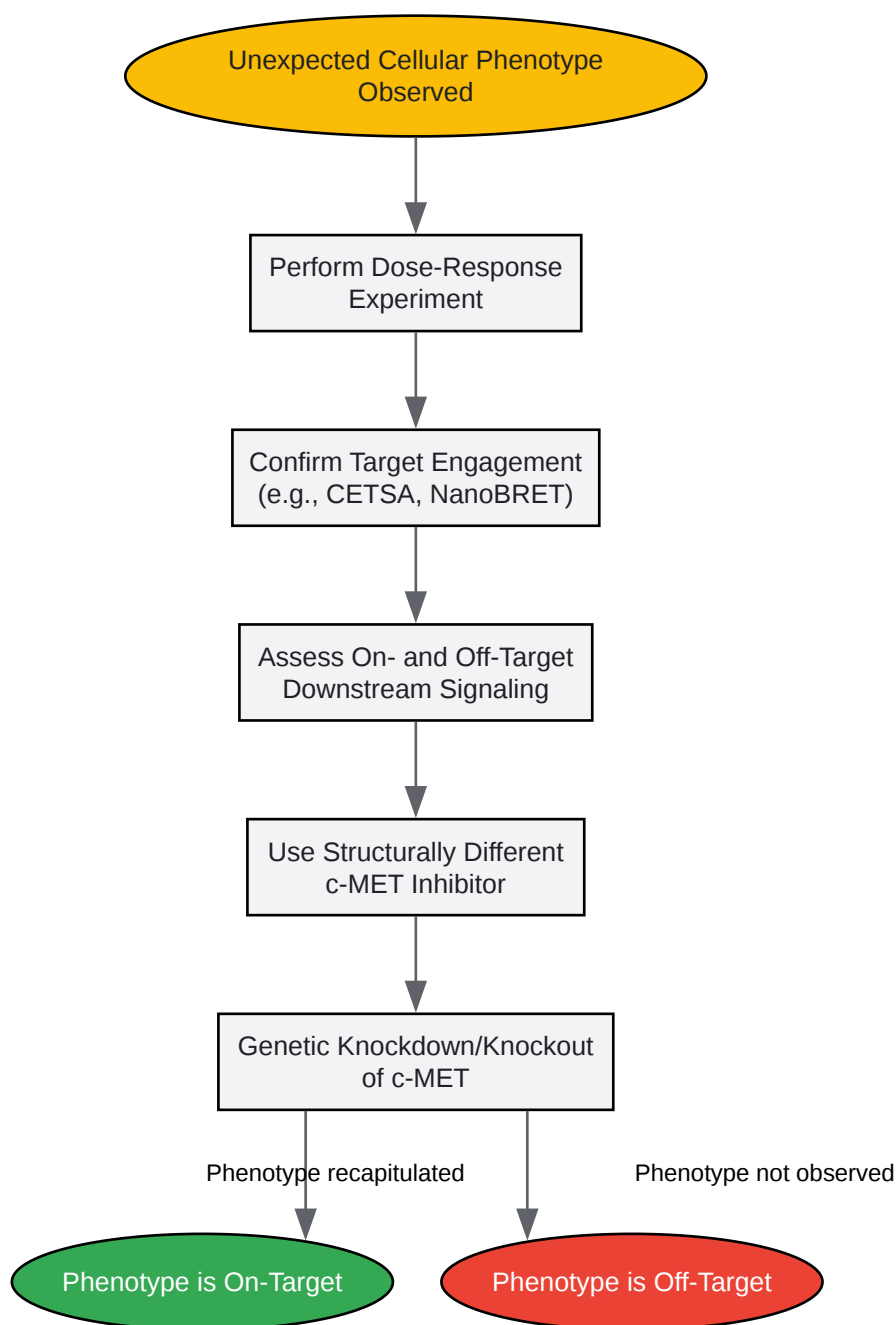 Unexpected Cellular Phenotype
Observed
Perform Dose-Response
Experiment
Confirm Target Engagement
(e.g., CETSA, NanoBRET)
Assess On- and Off-Target
Downstream Signaling
Use Structurally Different
c-MET Inhibitor
Genetic Knockdown/Knockout
of c-MET
Phenotype recapitulated
Phenotype not observed
Phenotype is On-Target
Phenotype is Off-Target